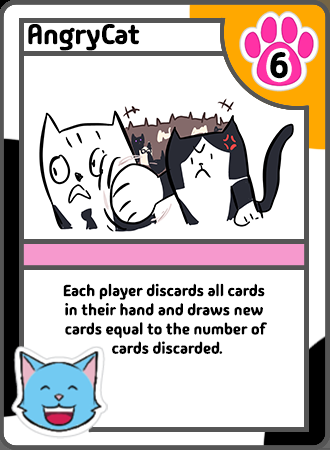 AngryCat
6
Each player discards all cards
in their hand and draws new
cards equal to the number of
cards discarded.